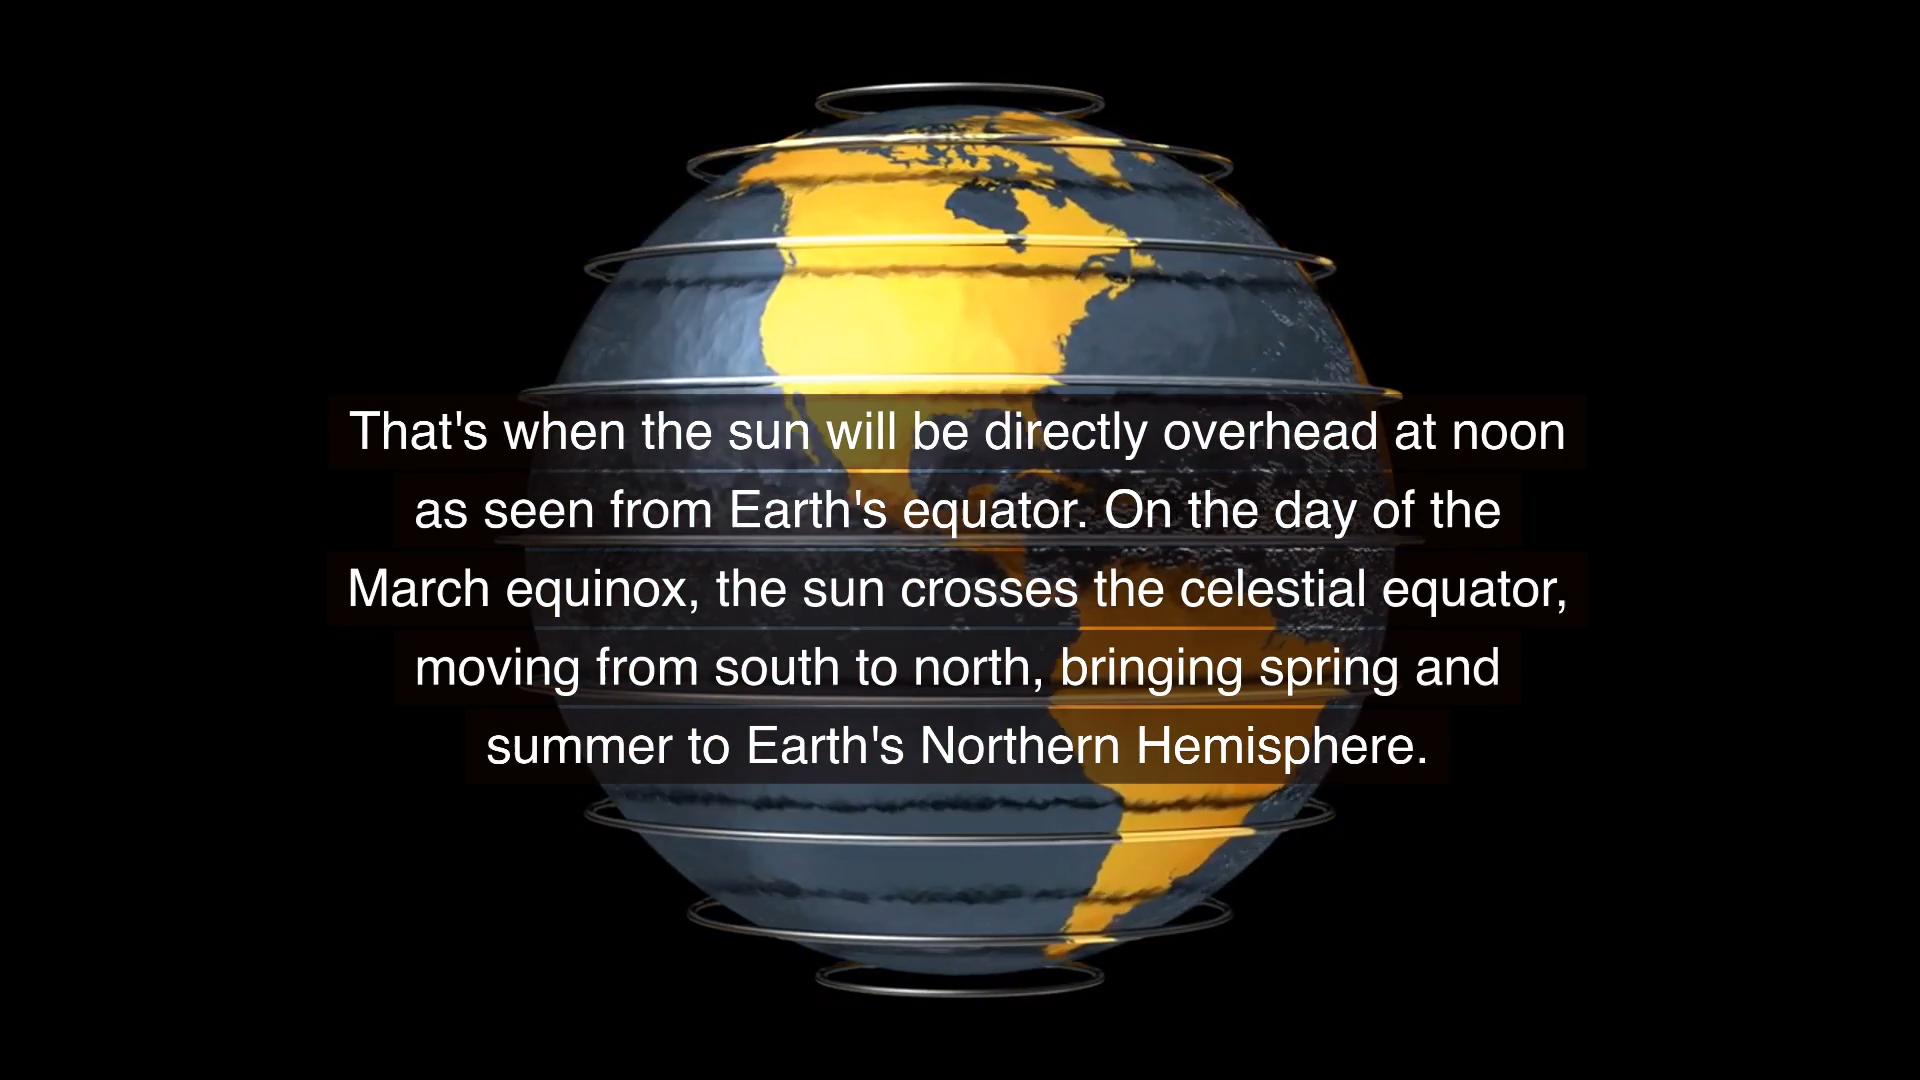 That's when the sun will be directly overhead at noon
as seen from Earth's equator. On the day of the
March equinox, the sun crosses the celestial equator,
moving from south to north, bringing spring and
summer to Earth's Northern Hemisphere.